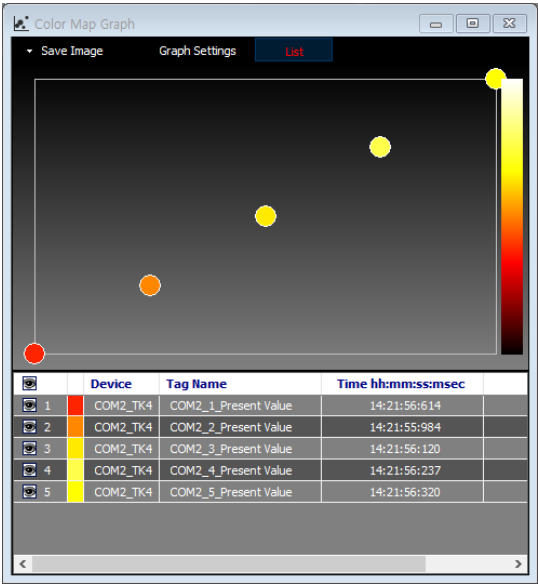 Color Map Graph
Save Image Graph Settings List
Device Tag Name Time hh:mm:ss:msec
1 COM2_TK4 COM2_1_Present Value 14:21:56:614
2 COM2_TK4 COM2_2_Present Value 14:21:55:984
3 COM2_TK4 COM2_3_Present Value 14:21:56:120
4 COM2_TK4 COM2_4_Present Value 14:21:56:237
5 COM2_TK4 COM2_5_Present Value 14:21:56:320